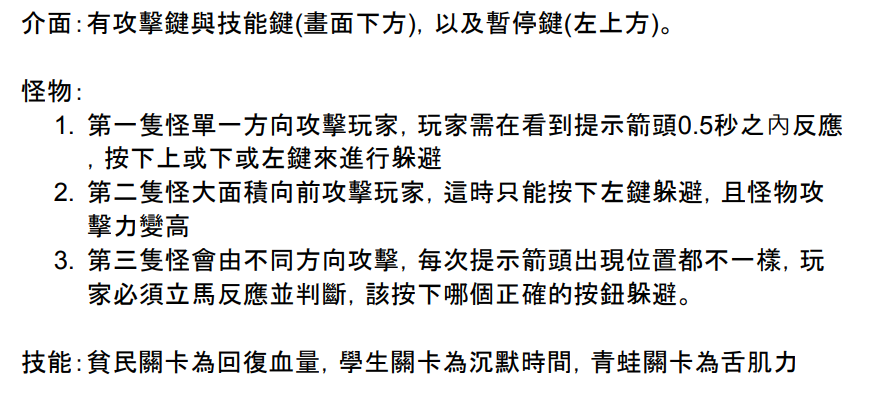 介面:有攻擊鍵與技能鍵(畫面下方)，以及暫停鍵(左上方)。
怪物:
1. 第一隻怪單一方向攻擊玩家，玩家需在看到提示箭頭0.5秒之內反應
，按下上或下或左鍵來進行躲避
2. 第二隻怪大面積向前攻擊玩家，這時只能按下左鍵躲避，且怪物攻
擊力變高
3. 第三隻怪會由不同方向攻擊，每次提示箭頭出現位置都不一樣，玩
家必須立馬反應並判斷，該按下哪個正確的按鈕躲避。
技能:貧民關卡為回復血量，學生關卡為沉默時間，青蛙關卡為舌肌力